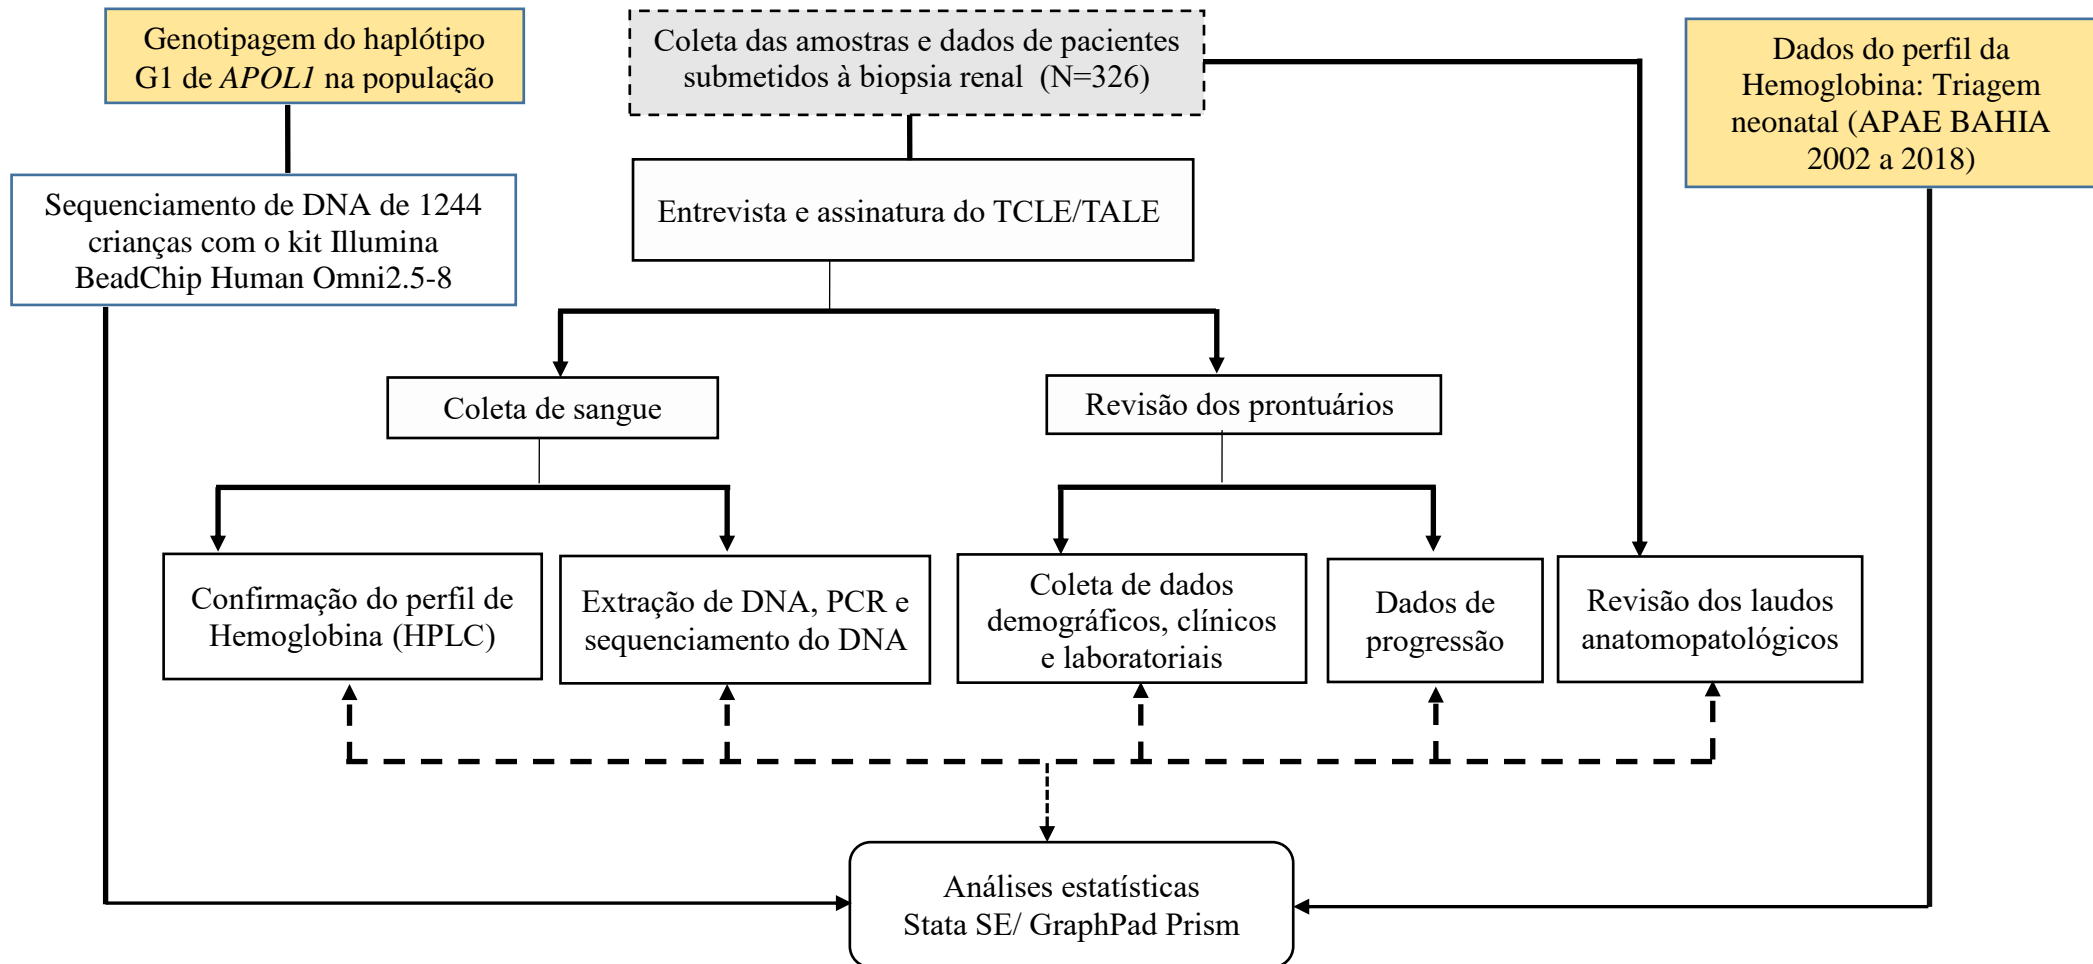 Genotipagem do haplótipo
G1 de APOL1 na população
Coleta das amostras e dados de pacientes
submetidos à biopsia renal (N=326)
Dados do perfil da
Hemoglobina: Triagem
neonatal (APAE BAHIA
2002 a 2018)
Sequenciamento de DNA de 1244
crianças com o kit Illumina
BeadChip Human Omni2.5-8
Entrevista e assinatura do TCLE/TALE
Coleta de sangue
Revisão dos prontuários
Confirmação do perfil de
Hemoglobina (HPLC)
Extração de DNA, PCR e
sequenciamento do DNA
Coleta de dados
demográficos, clínicos
e laboratoriais
Dados de
progressão
Revisão dos laudos
anatomopatológicos
Análises estatísticas
Stata SE/ GraphPad Prism